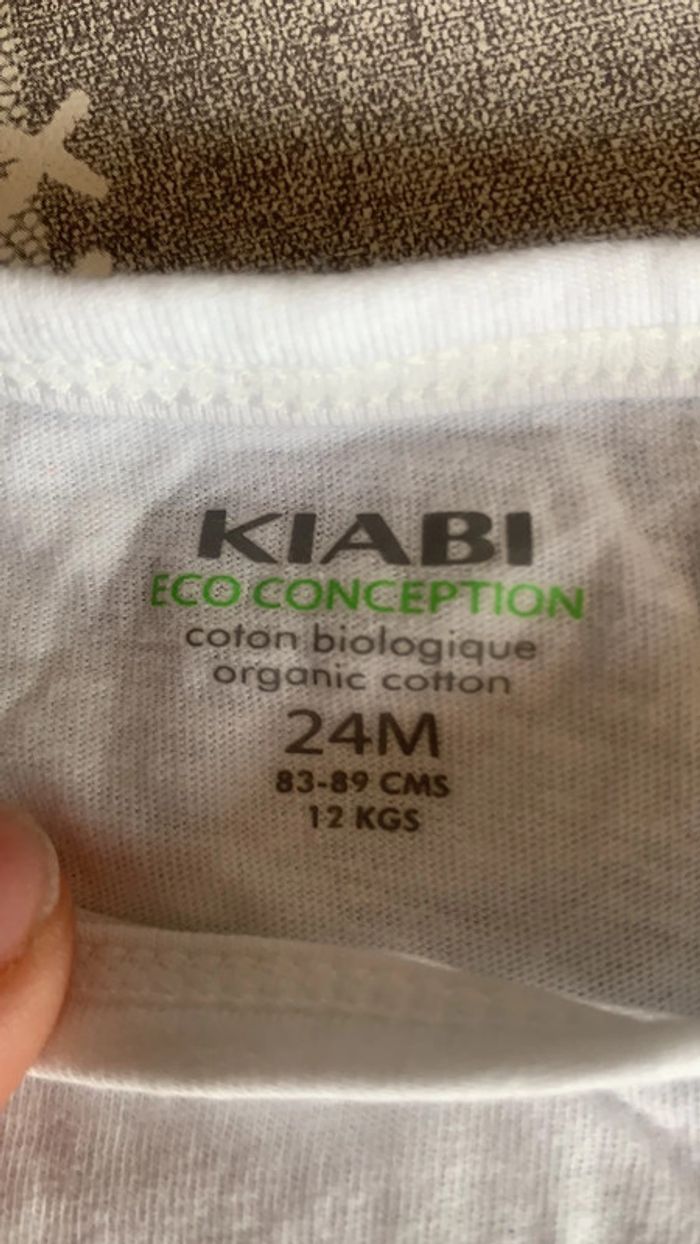 KIABI
ECO CONCEPTION
coton biologique
organic cotton
24M
83-89 CMS
12 KGS